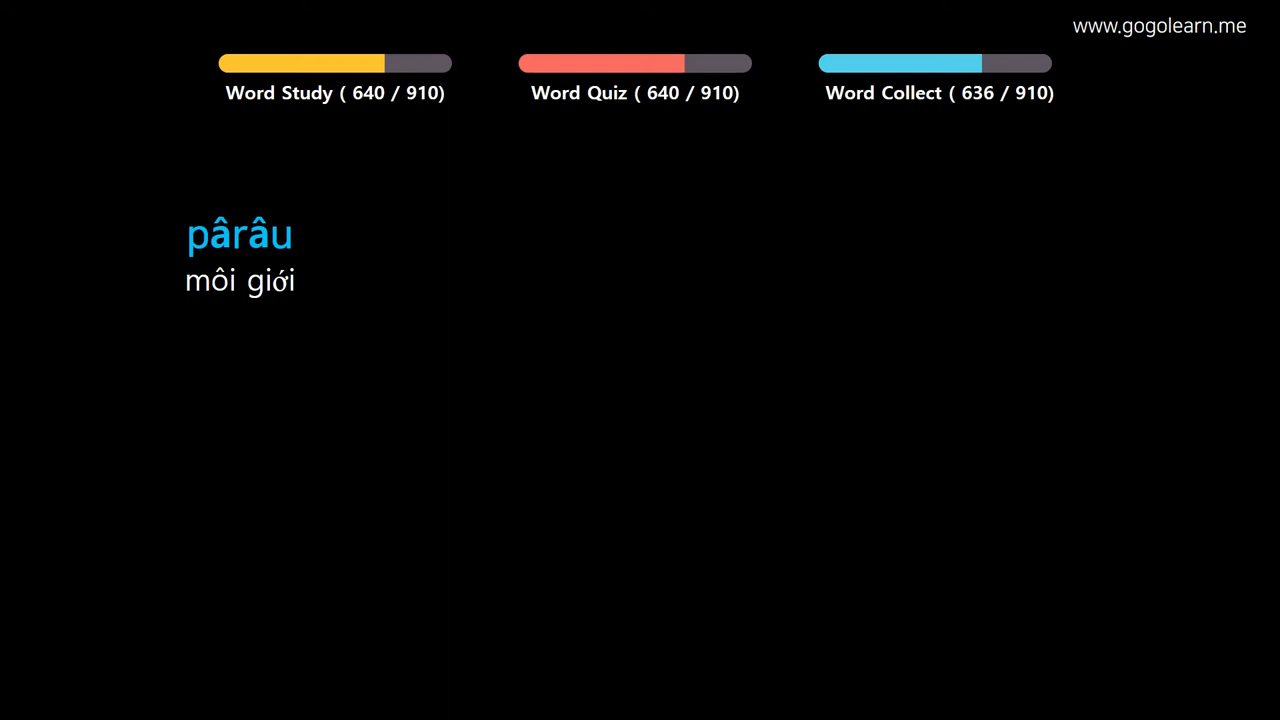 www.gogolearn.me
Word Study ( 640 / 910)
Word Quiz ( 640 / 910)
Word Collect ( 636 / 910)
pârâu
môi giới